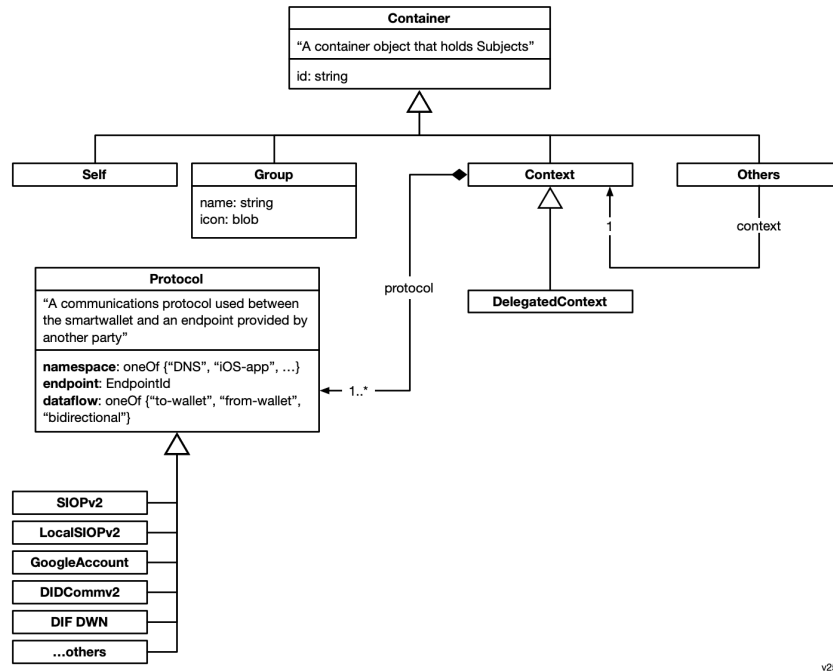 Container
“A container object that holds Subjects”
id: string
Self
Group
name: string
icon: blob
Context
Others
1
context
protocol
DelegatedContext
Protocol
“A communications protocol used between
the smartwallet and an endpoint provided by
another party”
namespace: oneOf {“DNS”, “iOS-app”, …}
endpoint: EndpointId
dataflow: oneOf {“to-wallet”, “from-wallet”,
“bidirectional”}
1..*
SIOPv2
LocalSIOPv2
GoogleAccount
DIDCommv2
DIF DWN
…others